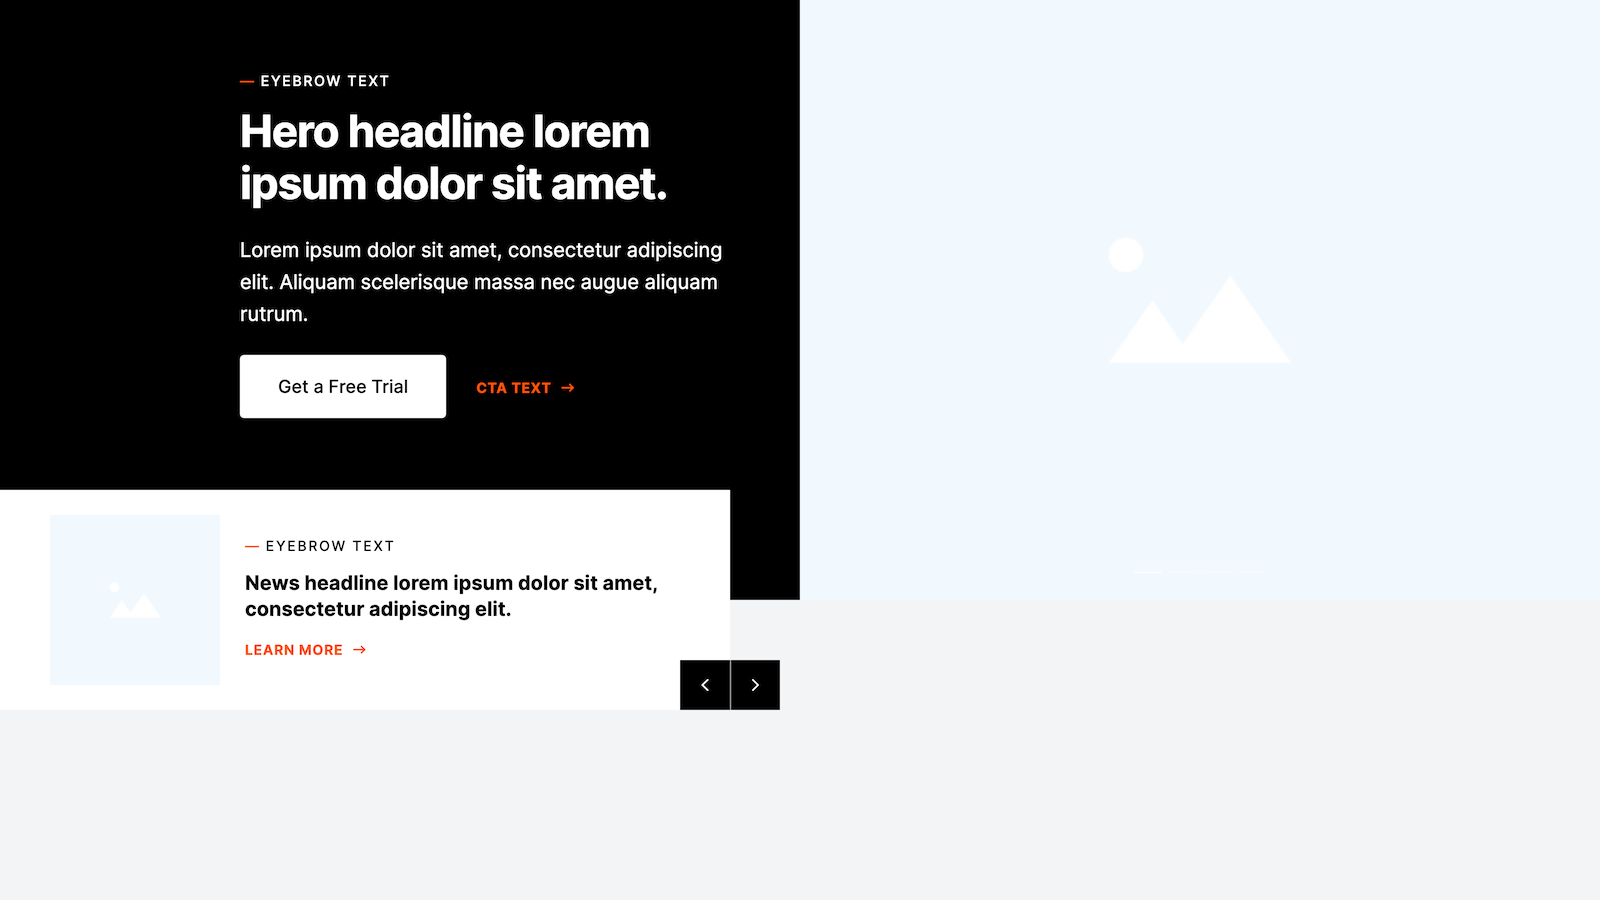 — EYEBROW TEXT
Hero headline lorem
ipsum dolor sit amet.
Lorem ipsum dolor sit amet, consectetur adipiscing
elit. Aliquam scelerisque massa nec augue aliquam
rutrum.
Get a Free Trial
CTA TEXT →
— EYEBROW TEXT
News headline lorem ipsum dolor sit amet,
consectetur adipiscing elit.
LEARN MORE →